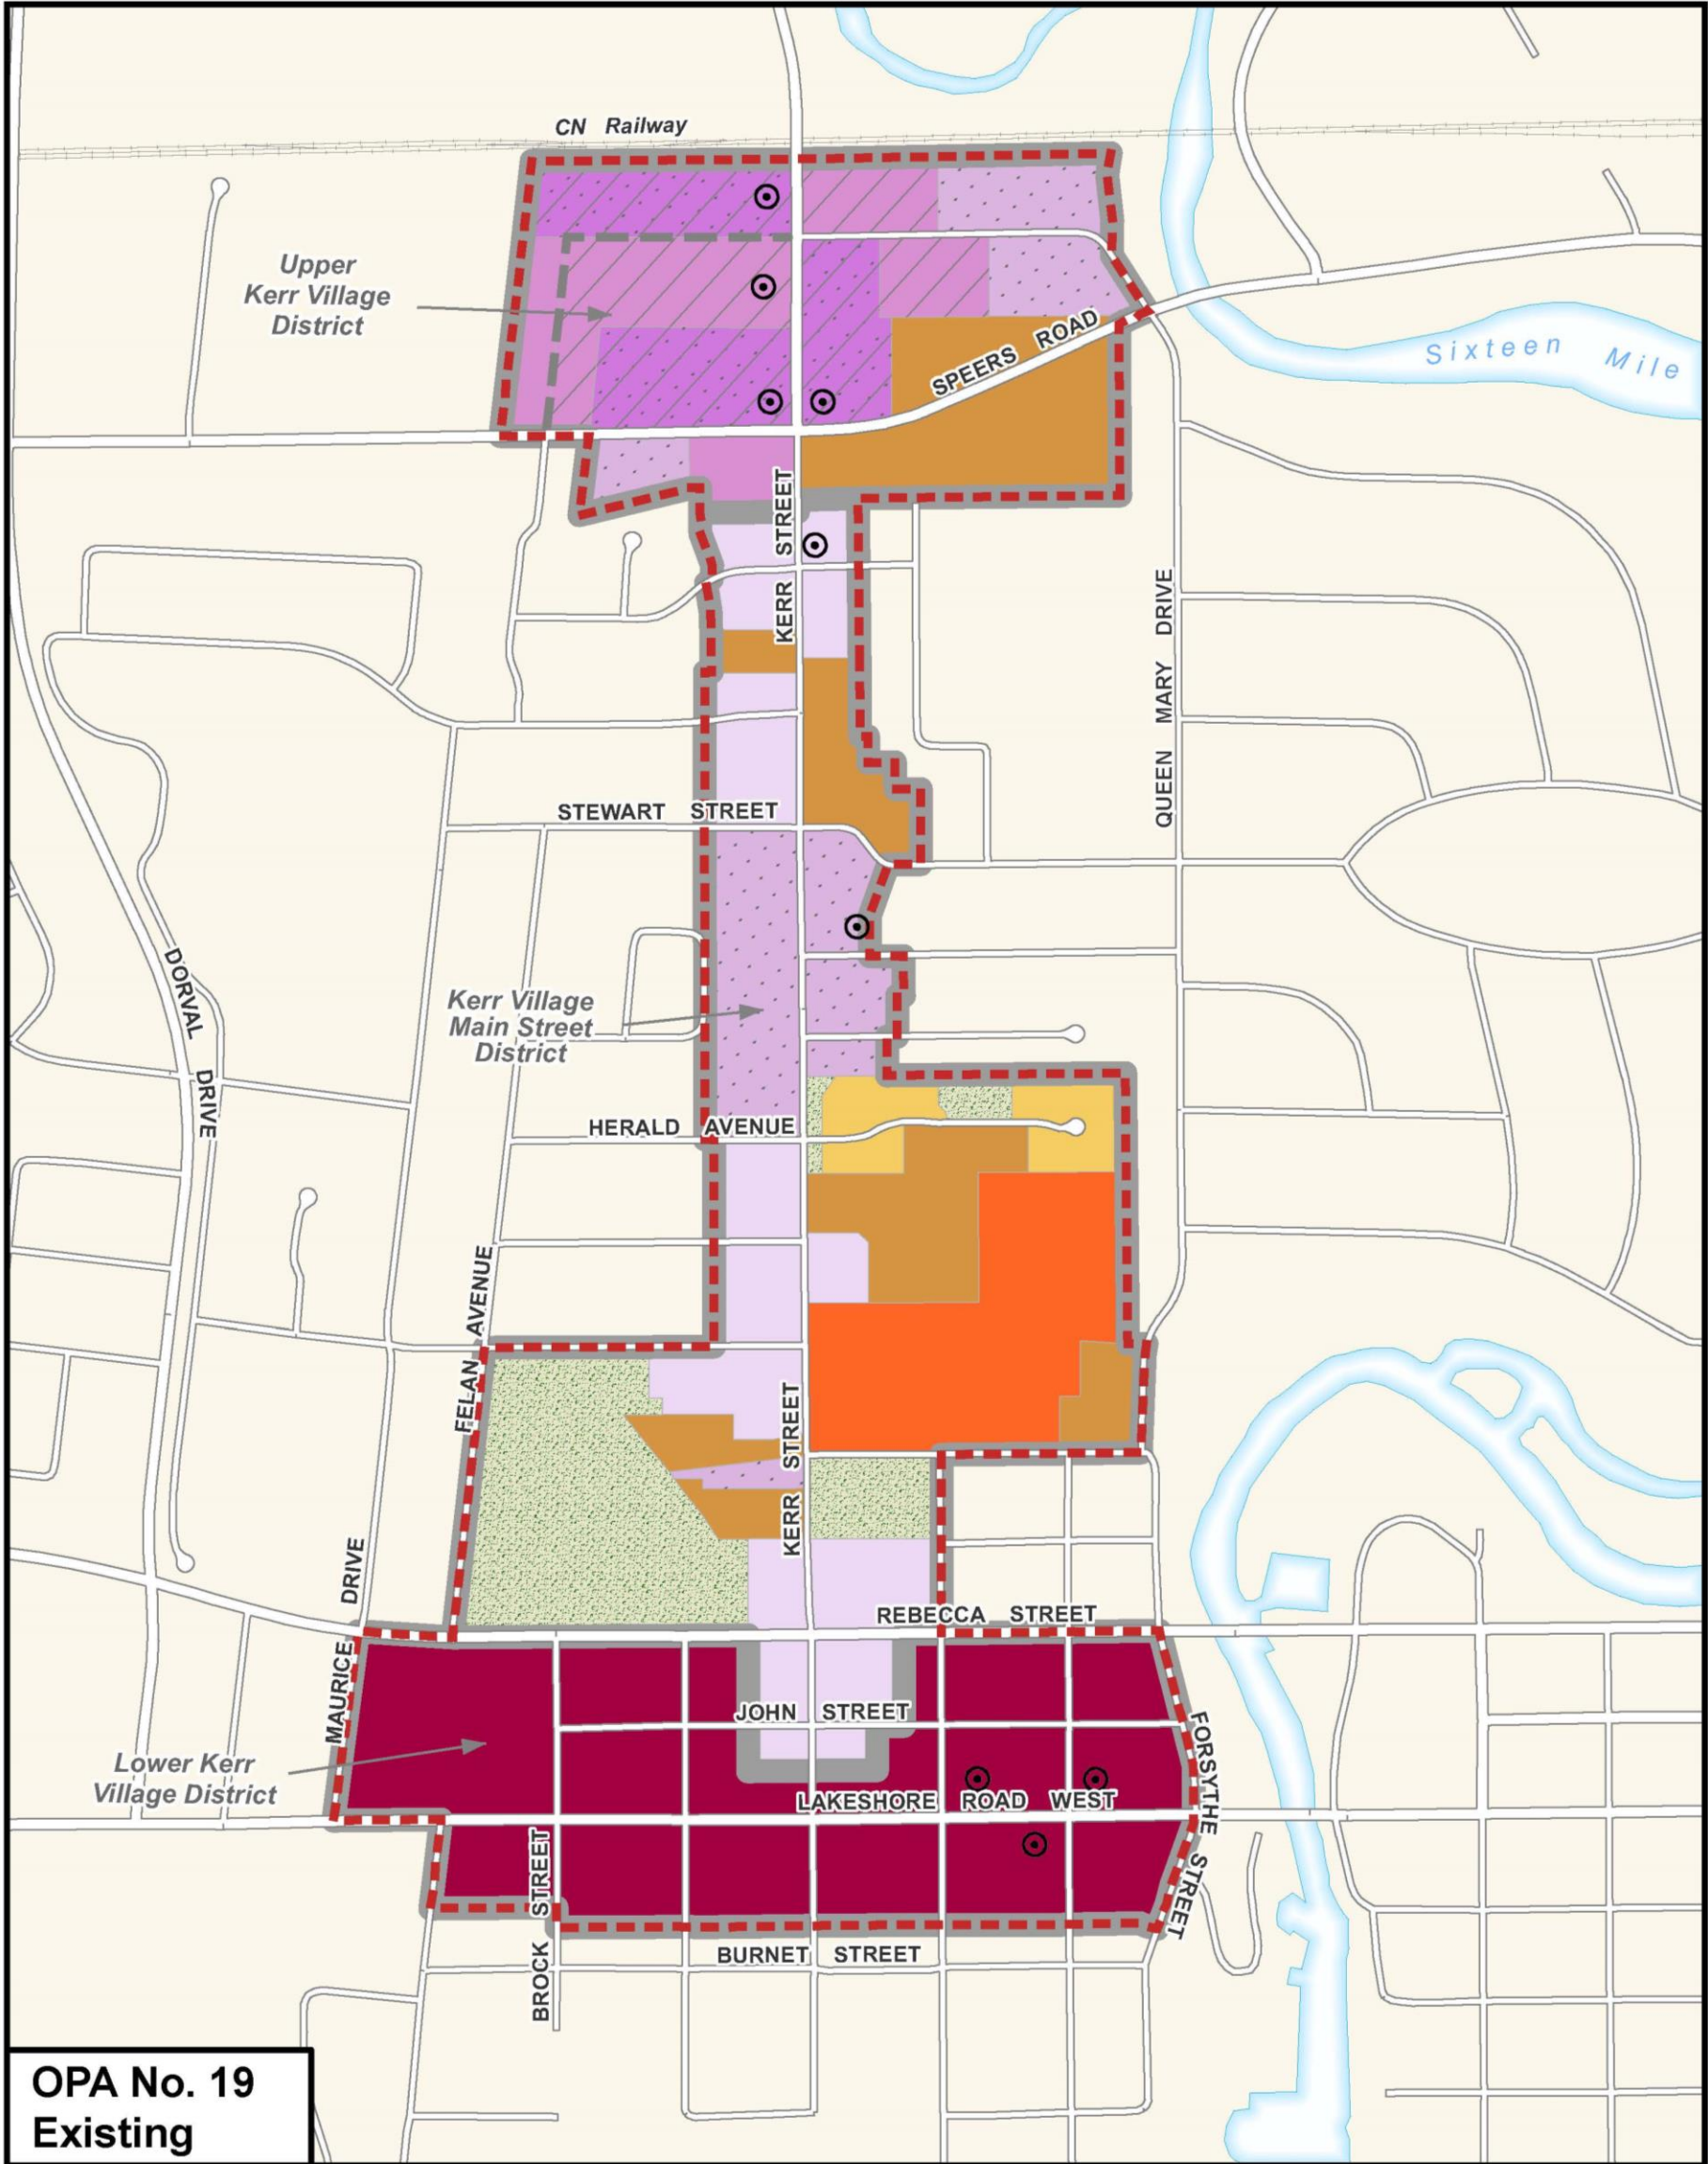 CN Railway
Upper
Kerr Village
District
SPEERS ROAD
Sixteen Mile
KERR STREET
QUEEN MARY DRIVE
STEWART STREET
DORVAL DRIVE
Kerr Village
Main Street
District
HERALD AVENUE
FELAN AVENUE
KERR STREET
MAURICE DRIVE
REBECCA STREET
JOHN STREET
Lower Kerr
Village District
LAKESHORE ROAD WEST
FORSYTHE STREET
BROCK STREET
BURNET STREET
OPA No. 19
Existing